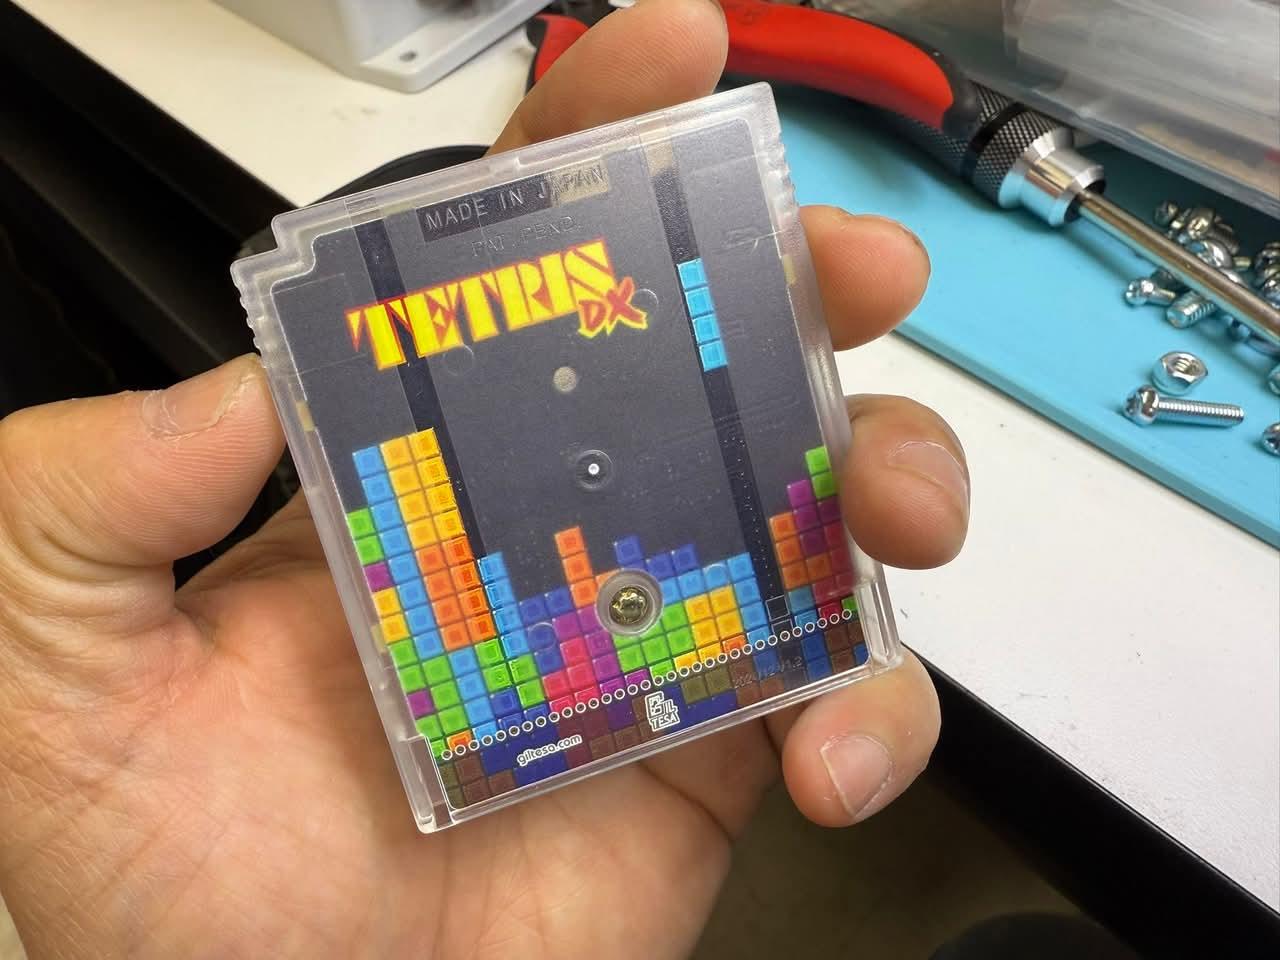 MADE IN JAPAN
PAT. PEND.
TETRIS
DX
GIL
TESA
giltesa.com